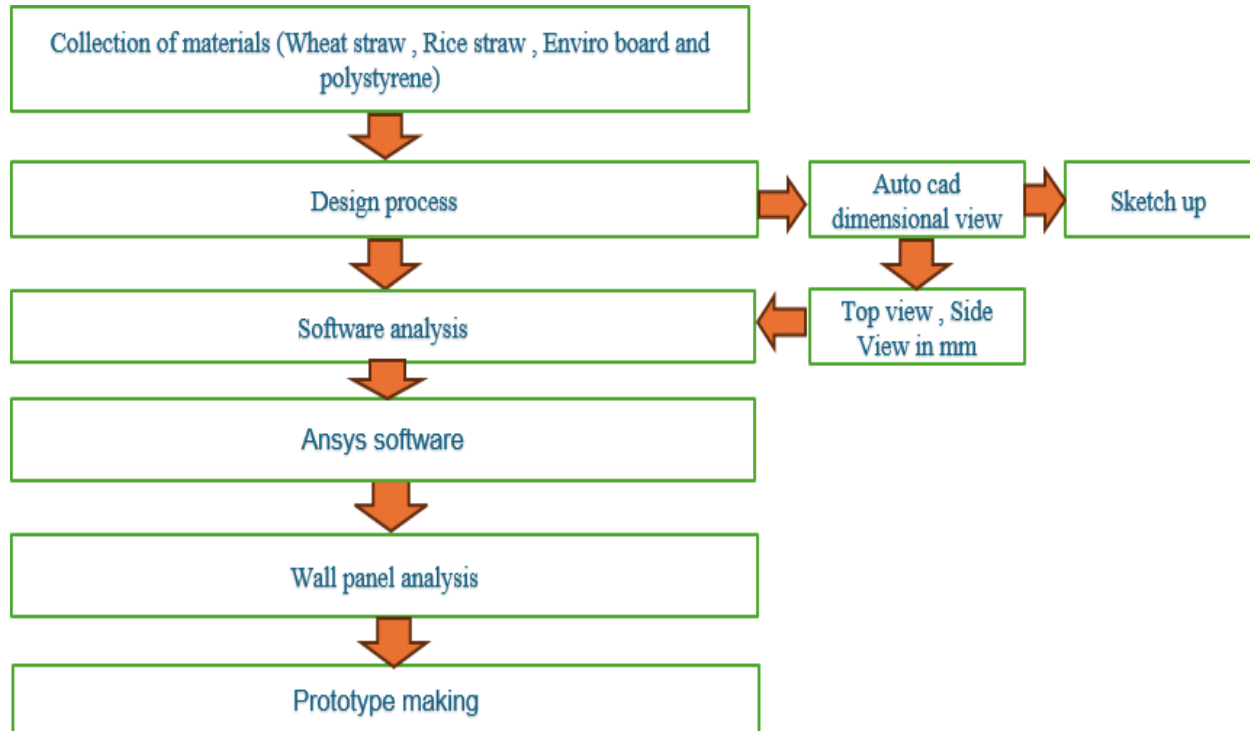 Collection of materials (Wheat straw , Rice straw , Enviro board and
polystyrene)
Design process
Auto cad
dimensional view
Sketch up
Software analysis
Top view , Side
View in mm
Ansys software
Wall panel analysis
Prototype making